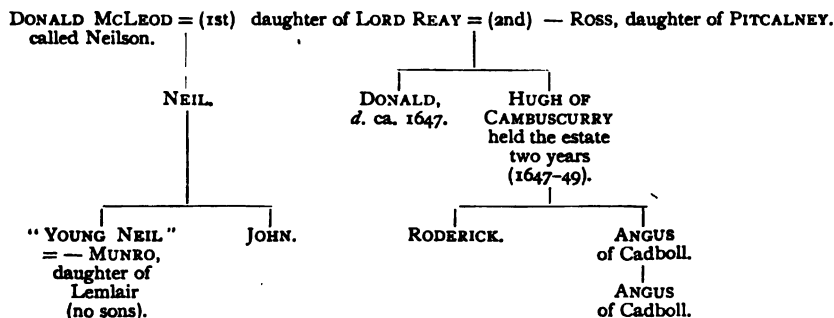 DONALD MCLEOD = (1st) daughter of LORD REAY = (2nd) — ROSS, daughter of PITCALNEY.
called Neilson.
NEIL.
DONALD,
d. ca. 1647.
HUGH OF
CAMBUSCURRY
held the estate
two years
(1647–49).
"YOUNG NEIL"
= — MUNRO,
daughter of
Lemlair
(no sons).
JOHN.
RODERICK.
ANGUS
of Cadboll.
ANGUS
of Cadboll.